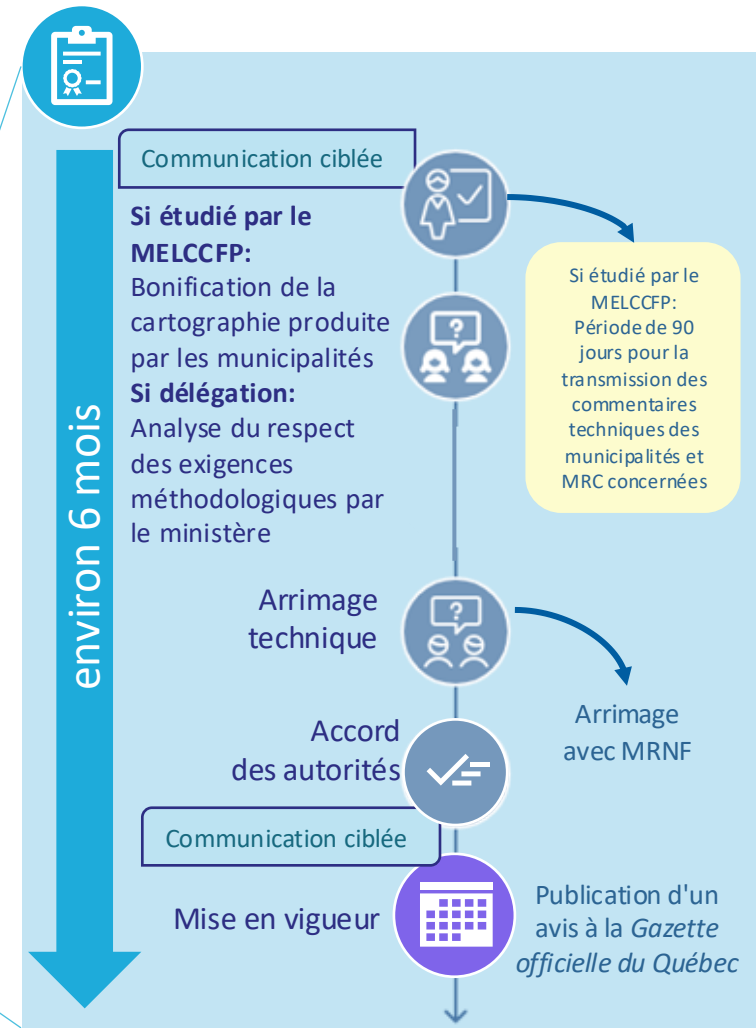 environ 6 mois
Communication ciblée
Si étudié par le
MELCCFP:
Bonification de la
cartographie produite
par les municipalités
Si délégation:
Analyse du respect
des exigences
méthodologiques par
le ministère
Si étudié par le
MELCCFP:
Période de 90
jours pour la
transmission des
commentaires
techniques des
municipalités et
MRC concernées
?
Arrimage
technique
?
Arrimage
avec MRNF
Accord
des autorités
Communication ciblée
Mise en vigueur
Publication d'un
avis à la Gazette
officielle du Québec